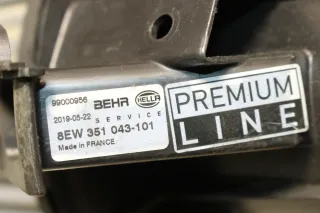 99000956 BEHR HELLA
2019-05-22 SERVICE
8EW 351 043-101
MADE IN FRANCE
PREMIUM
LINE